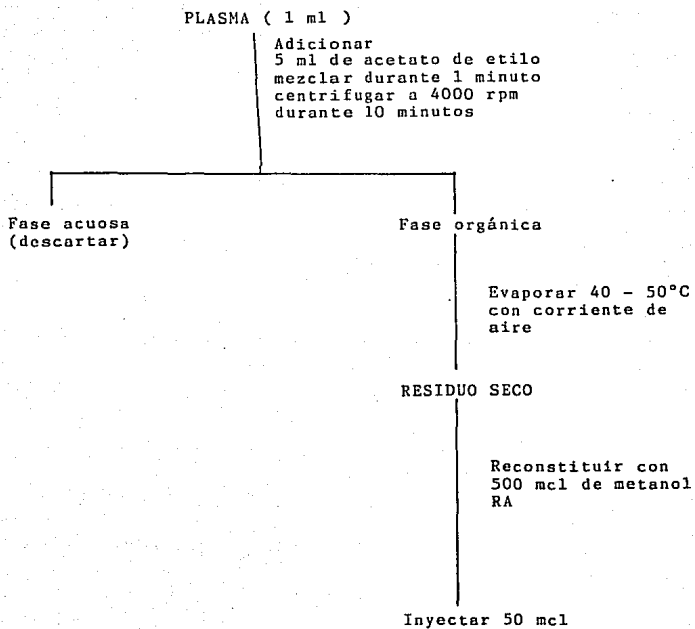 PLASMA ( 1 ml )
Adicionar
5 ml de acetato de etilo
mezclar durante 1 minuto
centrifugar a 4000 rpm
durante 10 minutos
Fase acuosa
(descartar)
Fase orgánica
Evaporar 40 - 50°C
con corriente de
aire
RESIDUO SECO
Reconstituir con
500 mcl de metanol
RA
Inyectar 50 mcl